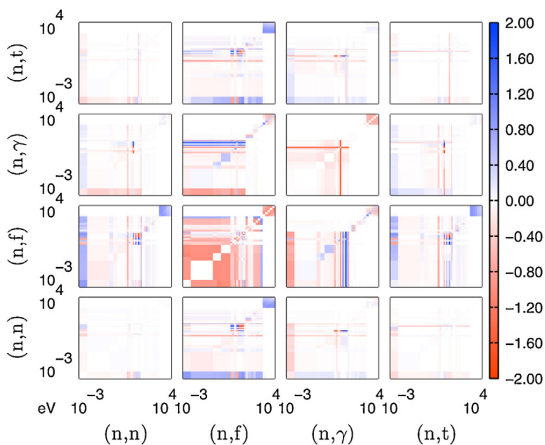 10^4 2.00
(n,t)
10^-3 1.60
10^4 1.20
(n,γ)
10^-3 0.80
10^4 0.40
0.00
(n,f)
10^-3 −0.40
10^4 −0.80
(n,n) −1.20
10^-3 −1.60
−2.00
eV 10^-3 10^4 10^-3 10^4 10^-3 10^4 10^-3 10^4
(n,n) (n,f) (n,γ) (n,t)